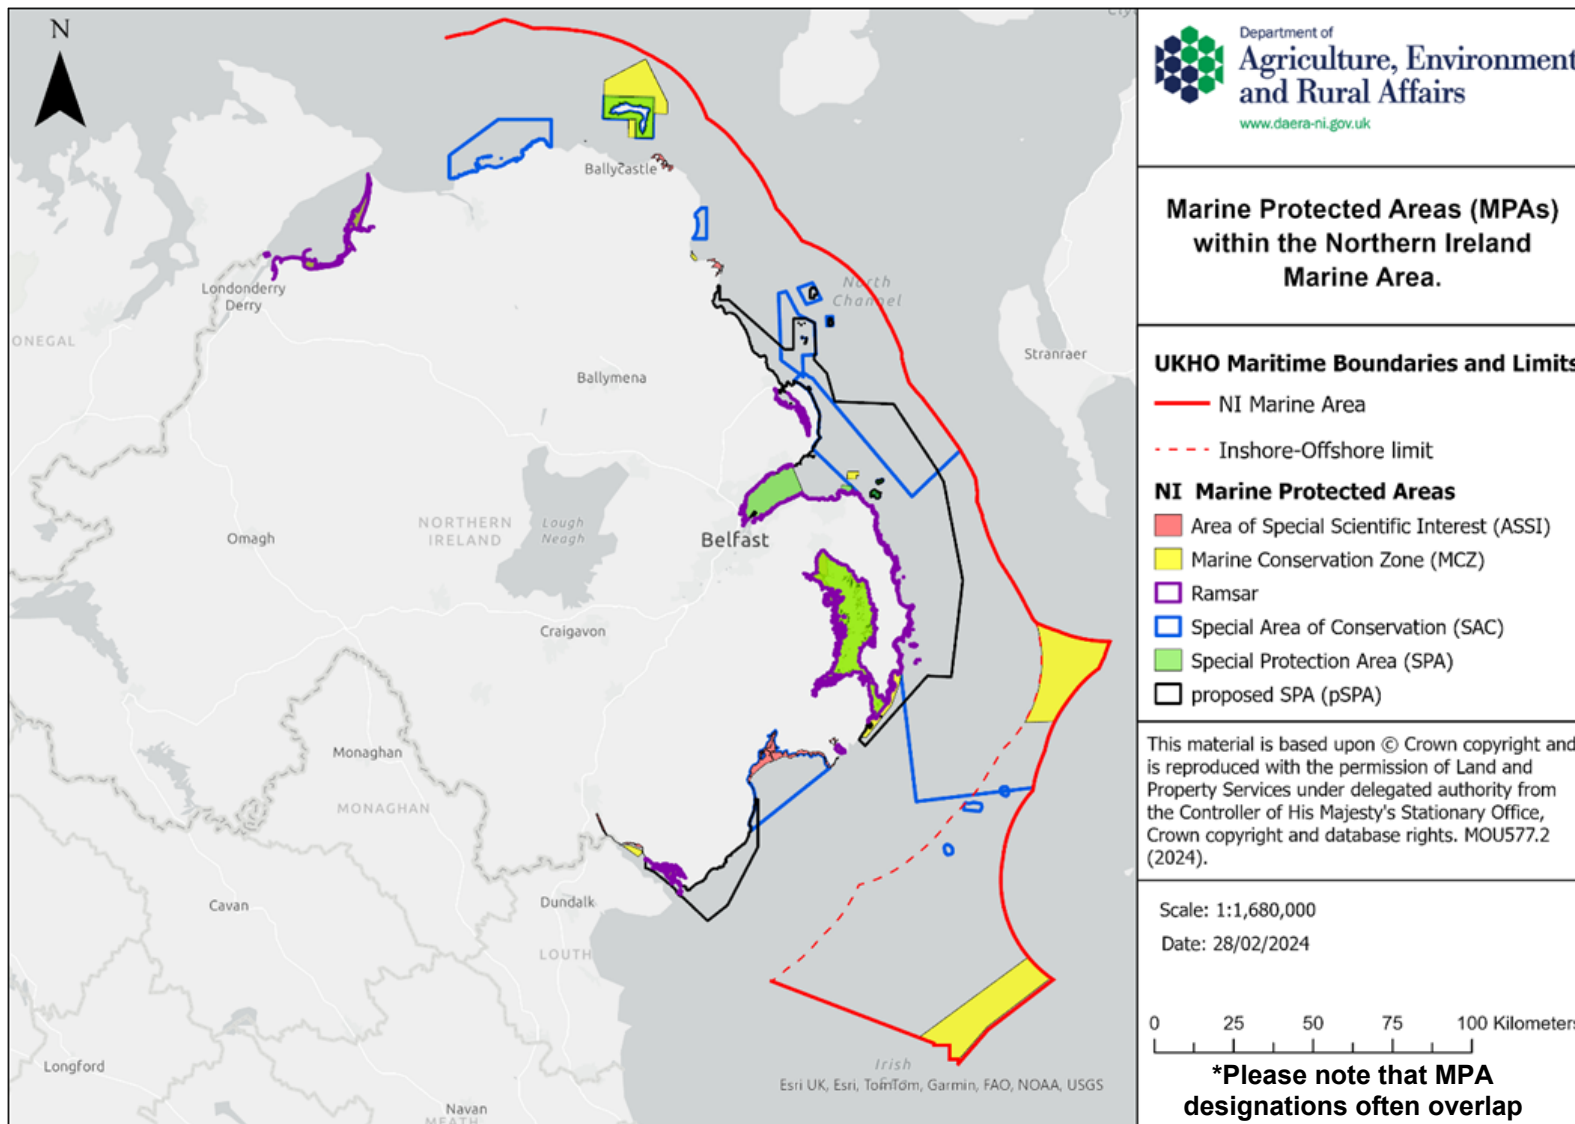 N
Ballycastle
Londonderry
Derry
ONEGAL
North
Channel
Stranraer
Ballymena
NORTHERN
IRELAND
Lough
Neagh
Omagh
Belfast
Craigavon
Monaghan
MONAGHAN
Cavan
Dundalk
LOUTH
Longford
Navan
MEATH
Irish
Esri UK, Esri, TomTom, Garmin, FAO, NOAA, USGS
Department of
Agriculture, Environment
and Rural Affairs
www.daera-ni.gov.uk
Marine Protected Areas (MPAs)
within the Northern Ireland
Marine Area.
UKHO Maritime Boundaries and Limits
NI Marine Area
Inshore-Offshore limit
NI Marine Protected Areas
Area of Special Scientific Interest (ASSI)
Marine Conservation Zone (MCZ)
Ramsar
Special Area of Conservation (SAC)
Special Protection Area (SPA)
proposed SPA (pSPA)
This material is based upon © Crown copyright and
is reproduced with the permission of Land and
Property Services under delegated authority from
the Controller of His Majesty's Stationary Office,
Crown copyright and database rights. MOU577.2
(2024).
Scale: 1:1,680,000
Date: 28/02/2024
0 25 50 75 100 Kilometers
*Please note that MPA
designations often overlap